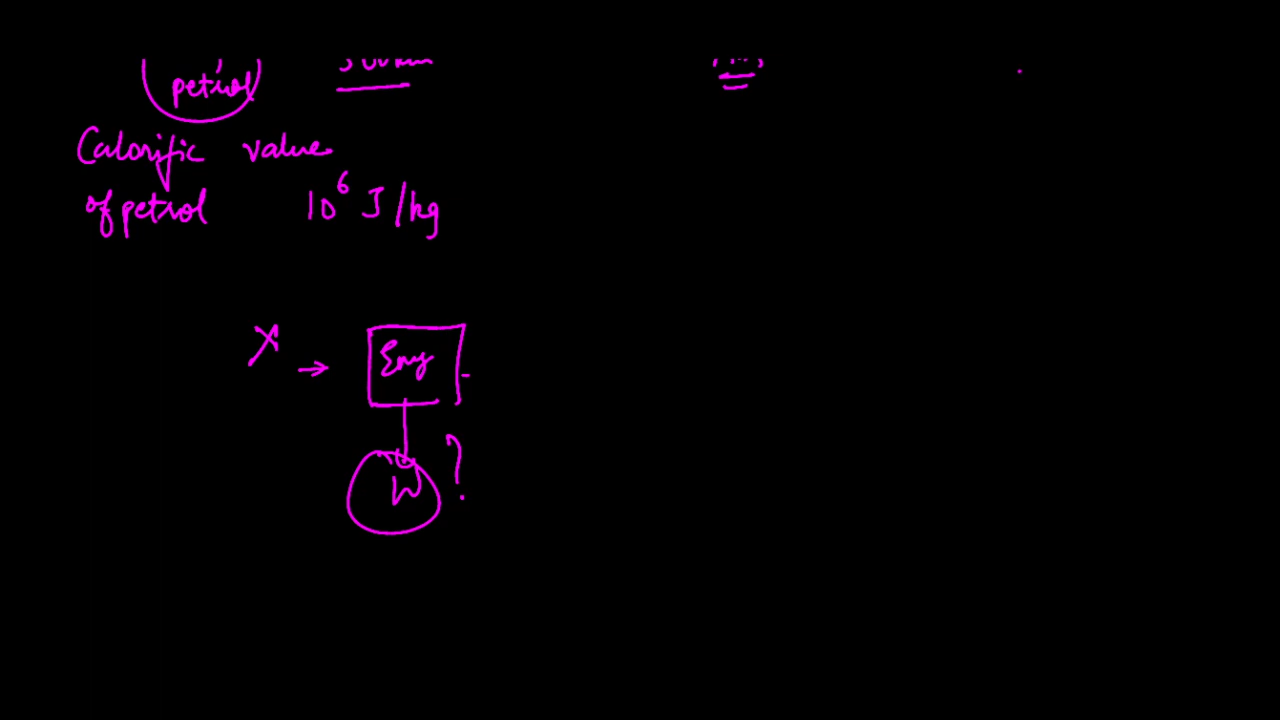 petrol
Calorific value
of petrol 10⁶ J/kg
X →
Eng
W ?